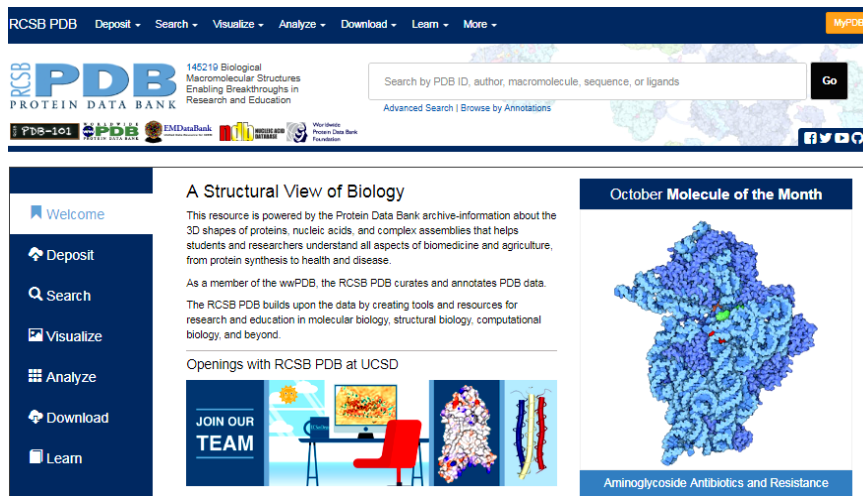 RCSB PDB Deposit Search Visualize Analyze Download Learn More MyPDB
RCSB
PDB
PROTEIN DATA BANK
145219 Biological
Macromolecular Structures
Enabling Breakthroughs in
Research and Education
Search by PDB ID, author, macromolecule, sequence, or ligands
Go
Advanced Search | Browse by Annotations
PDB-101
WORLDWIDE
PDB
PROTEIN DATA BANK
EMDataBank
ndb
NUCLEIC ACID
DATABASE
Worldwide
Protein Data Bank
Foundation
Welcome
Deposit
Search
Visualize
Analyze
Download
Learn
A Structural View of Biology
This resource is powered by the Protein Data Bank archive-information about the
3D shapes of proteins, nucleic acids, and complex assemblies that helps
students and researchers understand all aspects of biomedicine and agriculture,
from protein synthesis to health and disease.
As a member of the wwPDB, the RCSB PDB curates and annotates PDB data.
The RCSB PDB builds upon the data by creating tools and resources for
research and education in molecular biology, structural biology, computational
biology, and beyond.
Openings with RCSB PDB at UCSD
JOIN OUR
TEAM
October Molecule of the Month
Aminoglycoside Antibiotics and Resistance